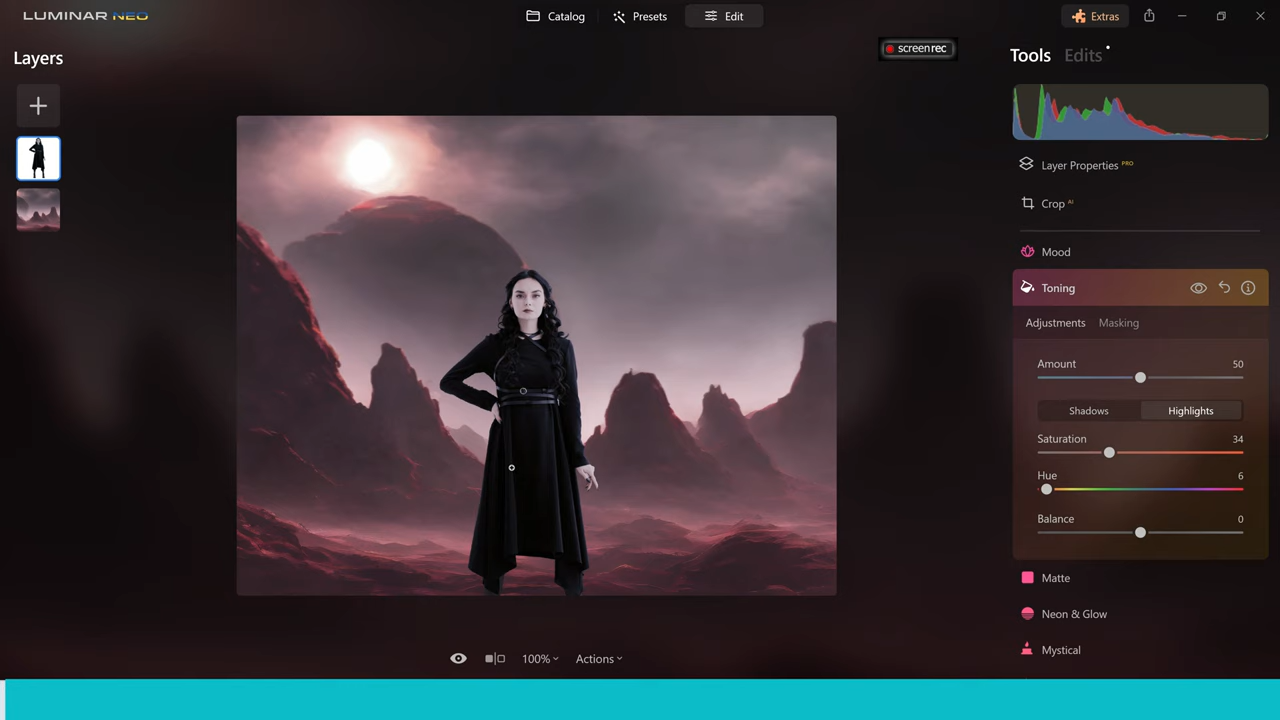 LUMINAR NEO
Catalog
Presets
Edit
Extras
screenrec
Layers
Tools
Edits
Layer Properties PRO
Crop AI
Mood
Toning
Adjustments
Masking
Amount
50
Shadows
Highlights
Saturation
34
Hue
6
Balance
0
Matte
Neon & Glow
Mystical
100%
Actions